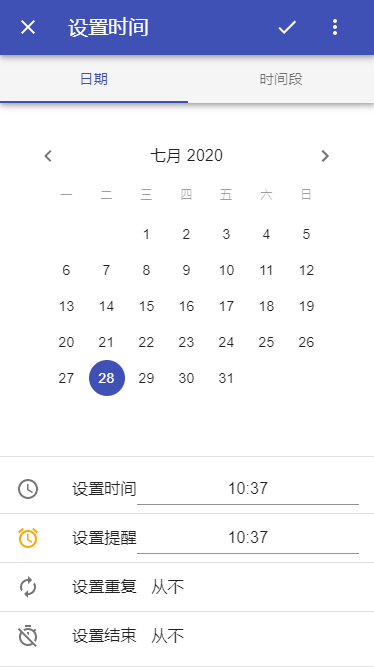 设置时间
日期 时间段
七月 2020
一 二 三 四 五 六 日
1 2 3 4 5
6 7 8 9 10 11 12
13 14 15 16 17 18 19
20 21 22 23 24 25 26
27 28 29 30 31
设置时间 10:37
设置提醒 10:37
设置重复 从不
设置结束 从不